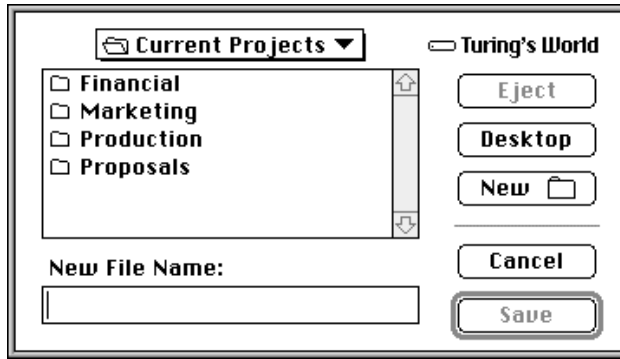 Current Projects
Turing's World
Financial
Marketing
Production
Proposals
Eject
Desktop
New
New File Name:
Cancel
Save